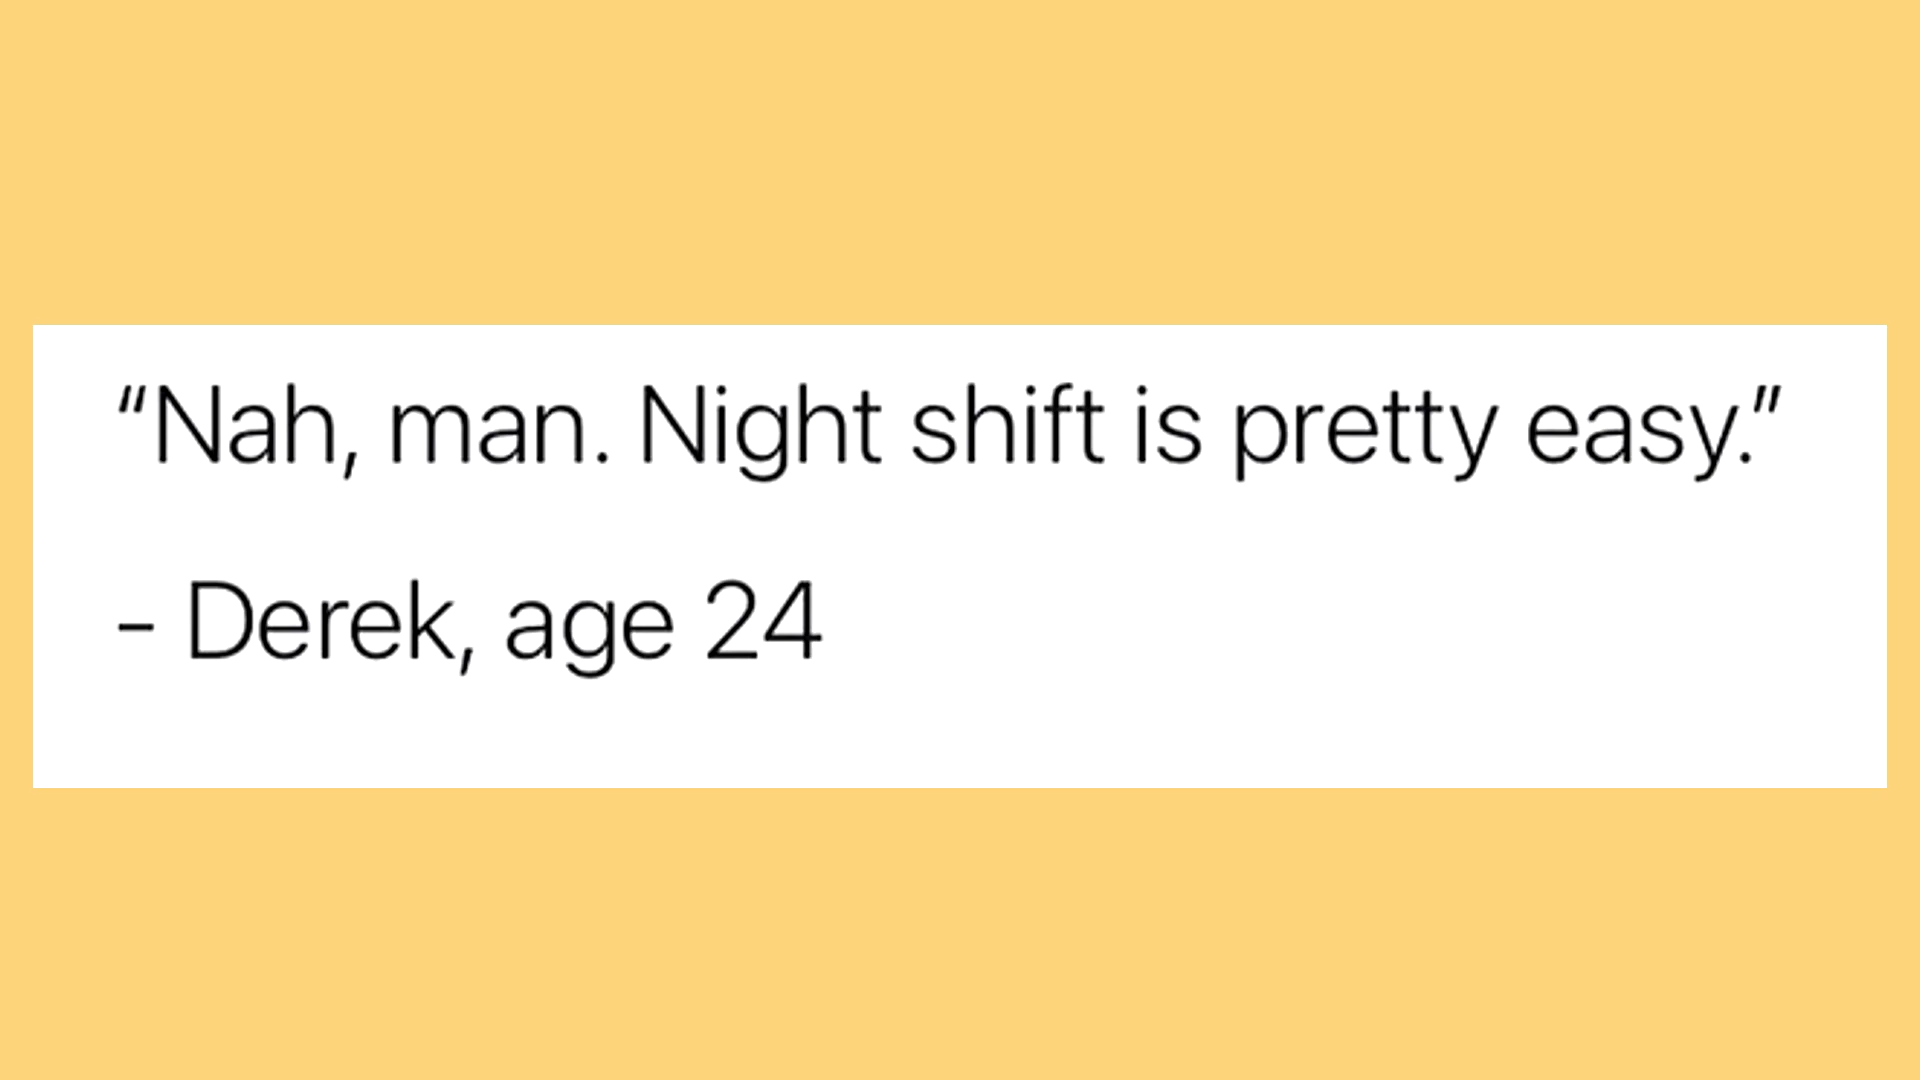 “Nah, man. Night shift is pretty easy.”
- Derek, age 24